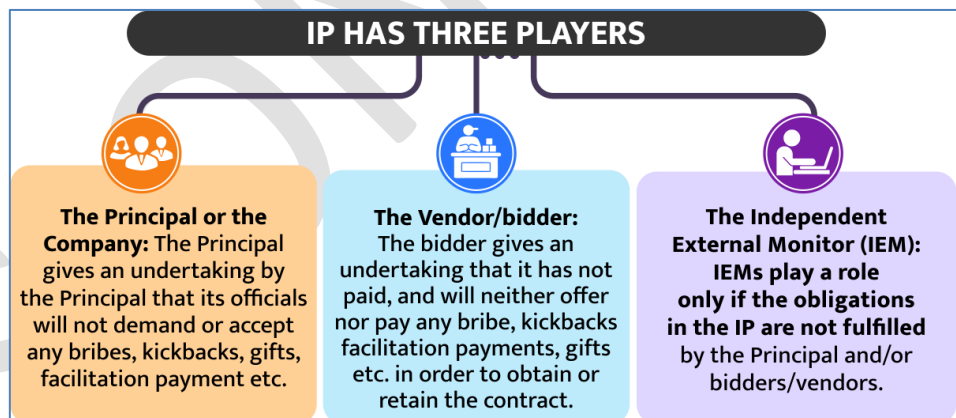 IP HAS THREE PLAYERS
The Principal or the
Company: The Principal
gives an undertaking by
the Principal that its officials
will not demand or accept
any bribes, kickbacks, gifts,
facilitation payment etc.
The Vendor/bidder:
The bidder gives an
undertaking that it has not
paid, and will neither offer
nor pay any bribe, kickbacks
facilitation payments, gifts
etc. in order to obtain or
retain the contract.
The Independent
External Monitor (IEM):
IEMs play a role
only if the obligations
in the IP are not fulfilled
by the Principal and/or
bidders/vendors.